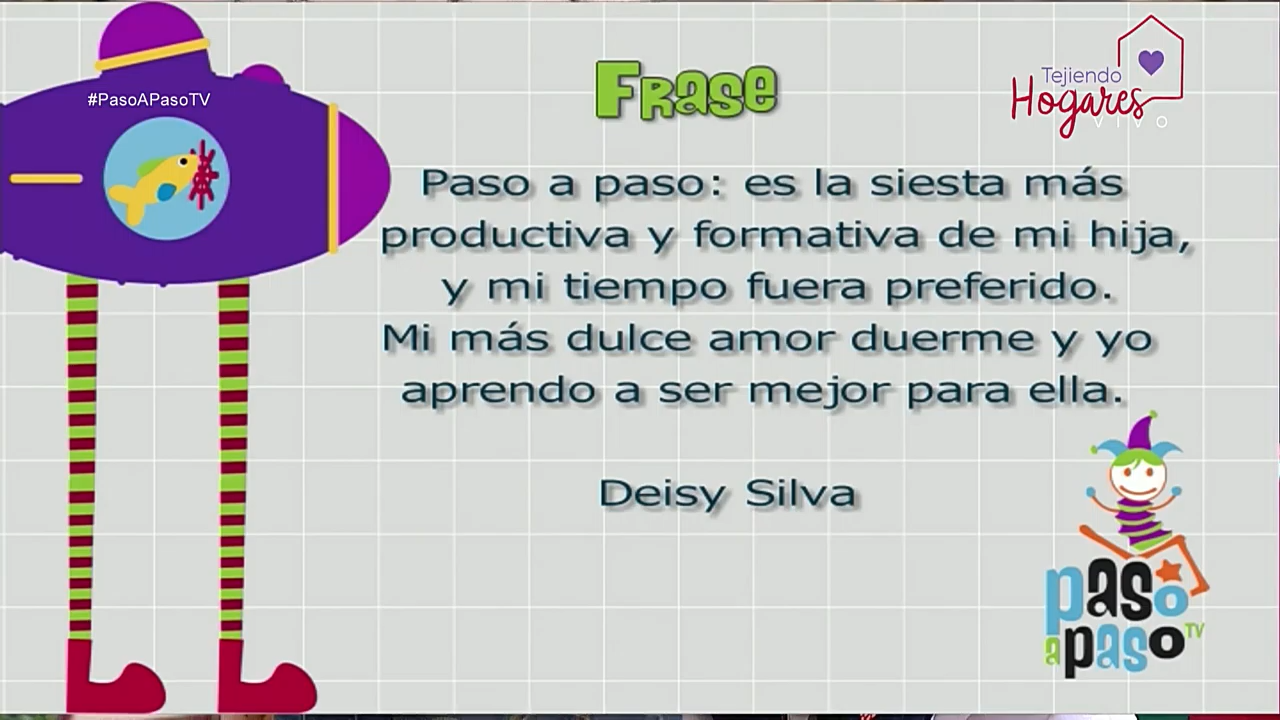 #PasoAPasoTV
Frase
Tejiendo
Hogares
VIVO
Paso a paso: es la siesta más
productiva y formativa de mi hija,
y mi tiempo fuera preferido.
Mi más dulce amor duerme y yo
aprendo a ser mejor para ella.
Deisy Silva
paso
a paso TV